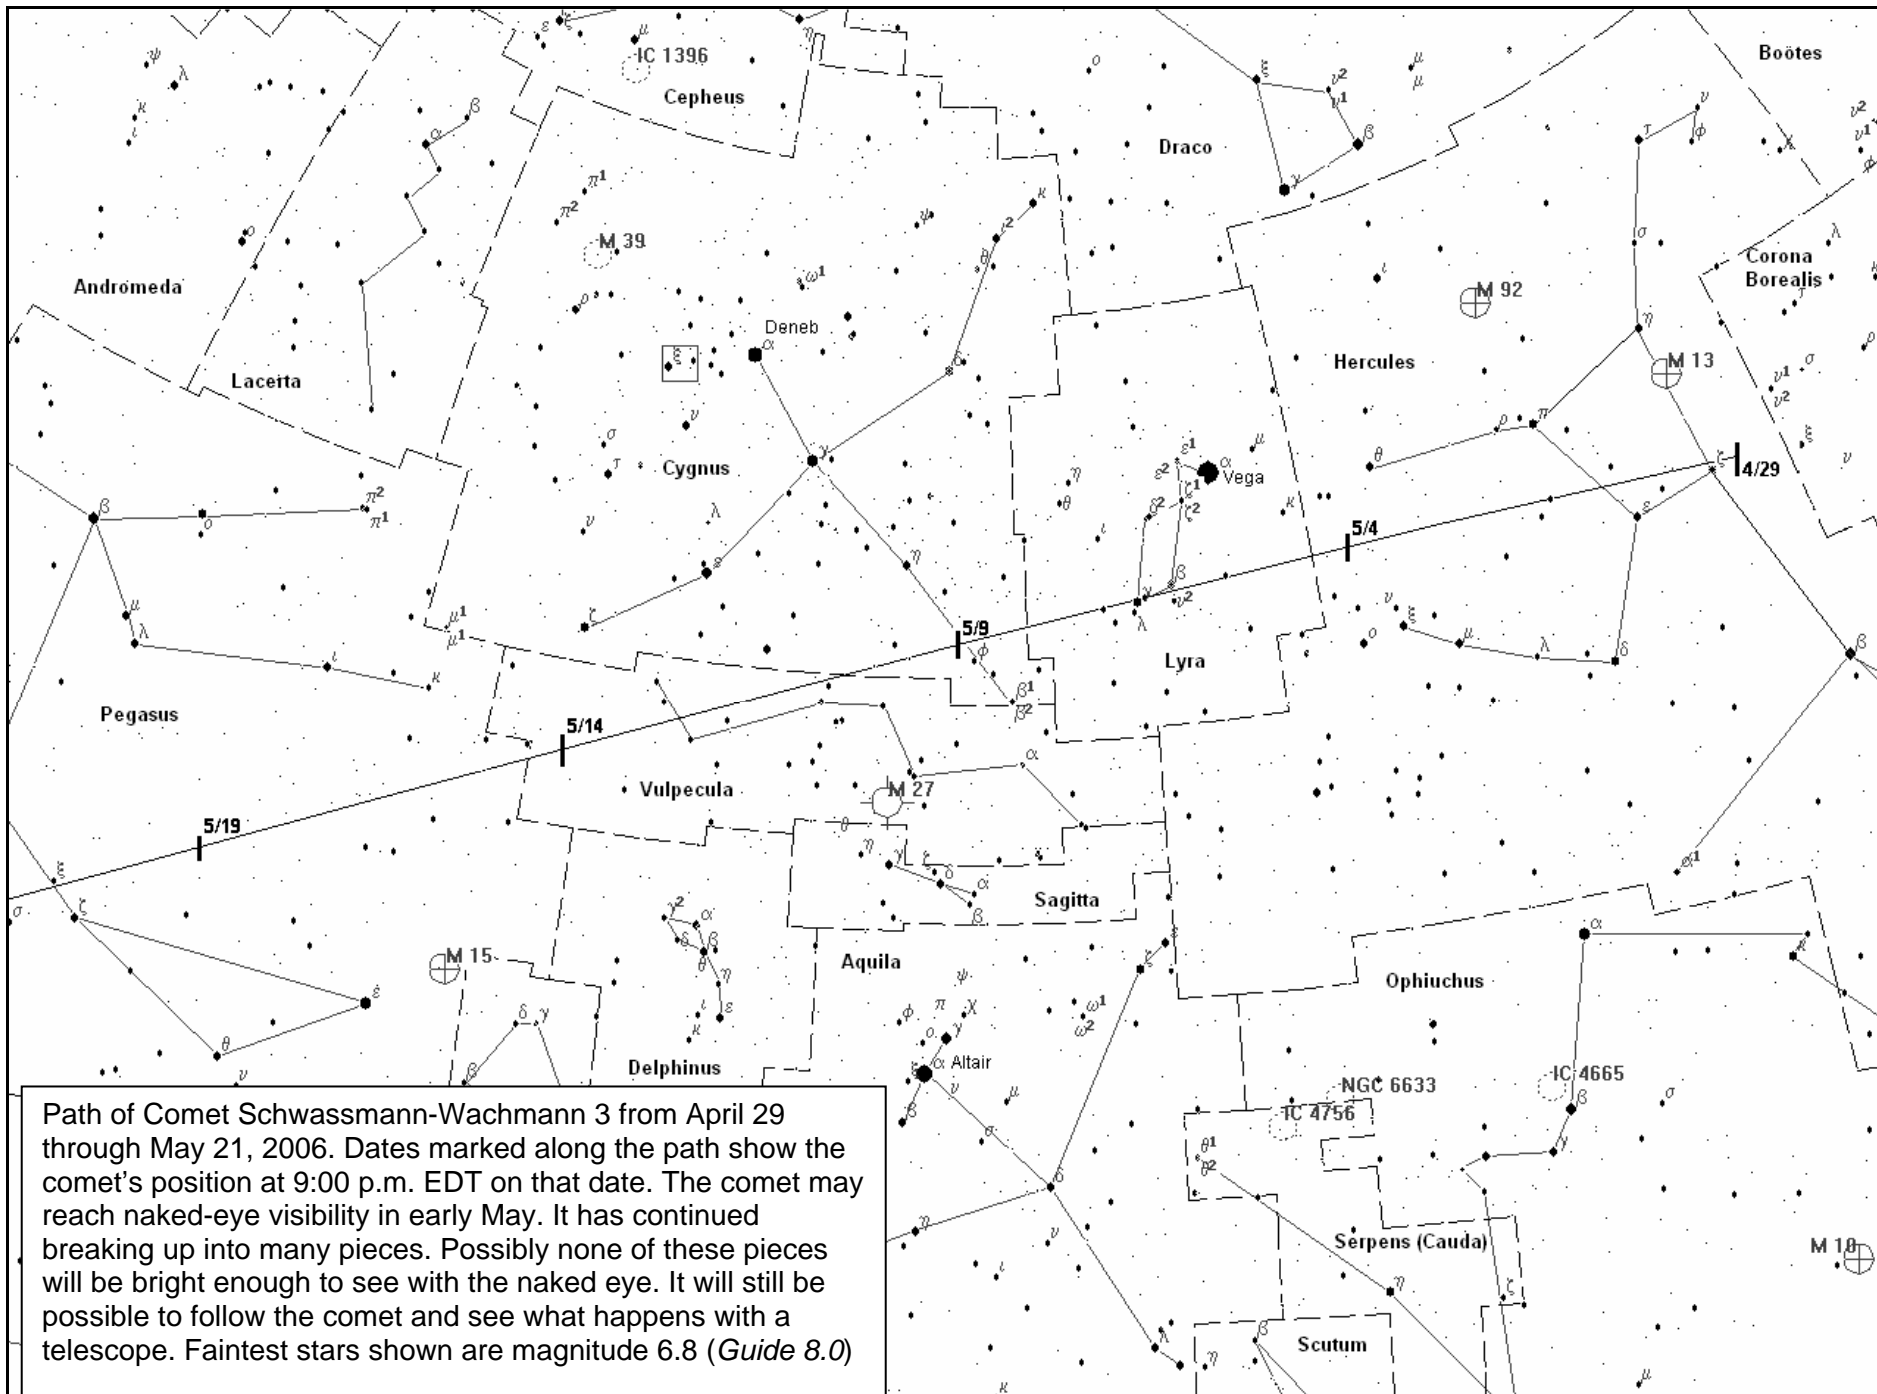 IC 1396
Cepheus
Boötes
Draco
M 39
Andromeda
Corona
Borealis
M 92
Deneb
α
Lacerta
Hercules
M 13
Cygnus
α
Vega
4/29
5/4
5/9
Lyra
Pegasus
5/14
Vulpecula
M 27
5/19
Sagitta
M 15
Aquila
Ophiuchus
Delphinus
α Altair
NGC 6633
IC 4665
IC 4756
Serpens (Cauda)
M 10
Scutum
Path of Comet Schwassmann-Wachmann 3 from April 29
through May 21, 2006. Dates marked along the path show the
comet's position at 9:00 p.m. EDT on that date. The comet may
reach naked-eye visibility in early May. It has continued
breaking up into many pieces. Possibly none of these pieces
will be bright enough to see with the naked eye. It will still be
possible to follow the comet and see what happens with a
telescope. Faintest stars shown are magnitude 6.8 (Guide 8.0)